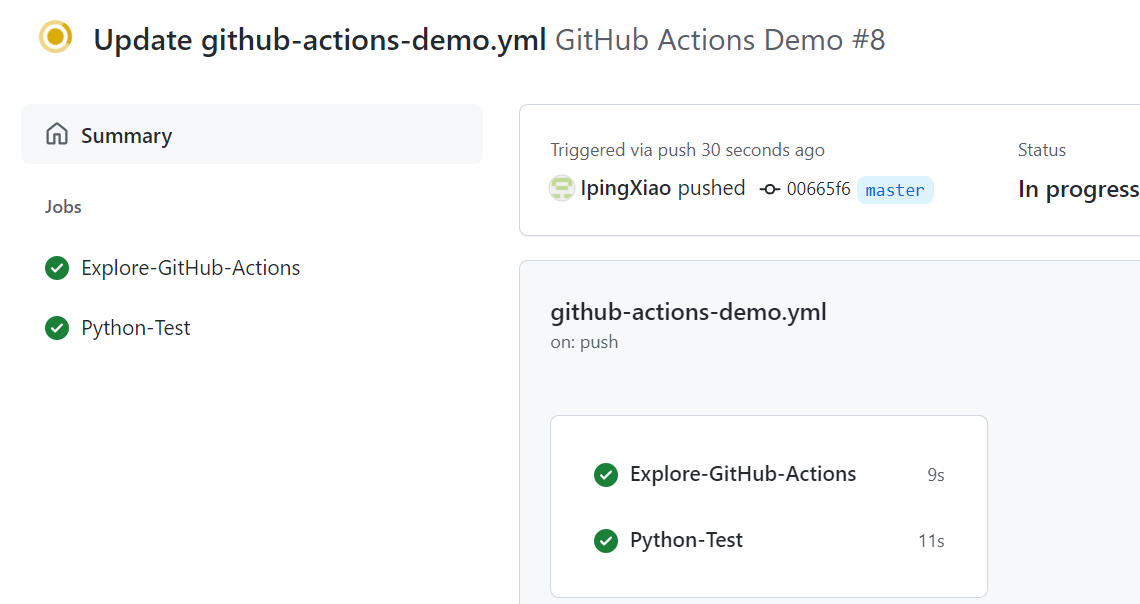 Update github-actions-demo.yml GitHub Actions Demo #8
Summary
Jobs
Explore-GitHub-Actions
Python-Test
Triggered via push 30 seconds ago
IpingXiao pushed 00665f6 master
Status
In progress
github-actions-demo.yml
on: push
Explore-GitHub-Actions 9s
Python-Test 11s